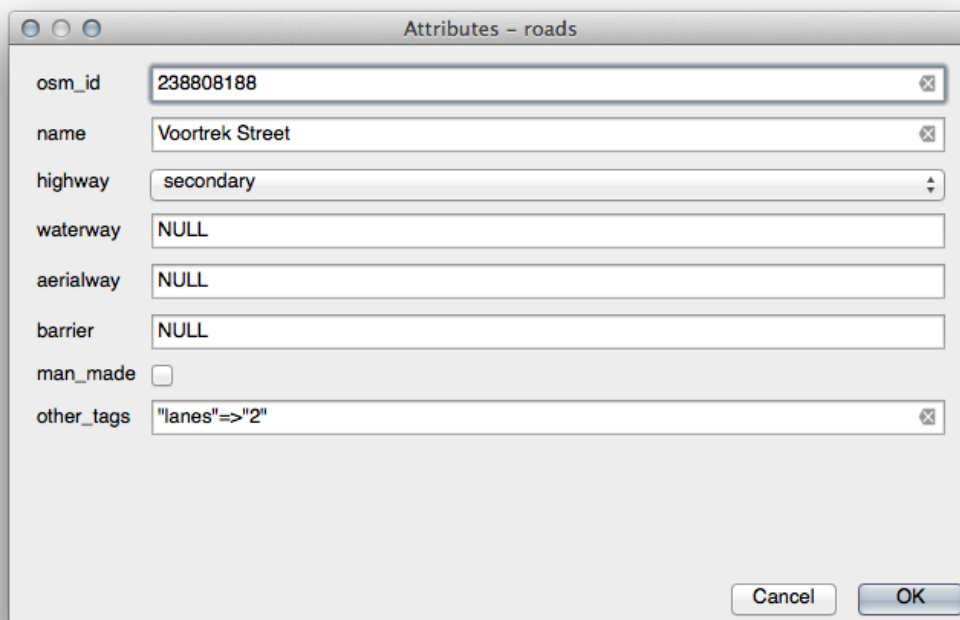 Attributes – roads
osm_id 238808188
name Voortrek Street
highway secondary
waterway NULL
aerialway NULL
barrier NULL
man_made
other_tags "lanes"=>"2"
Cancel OK